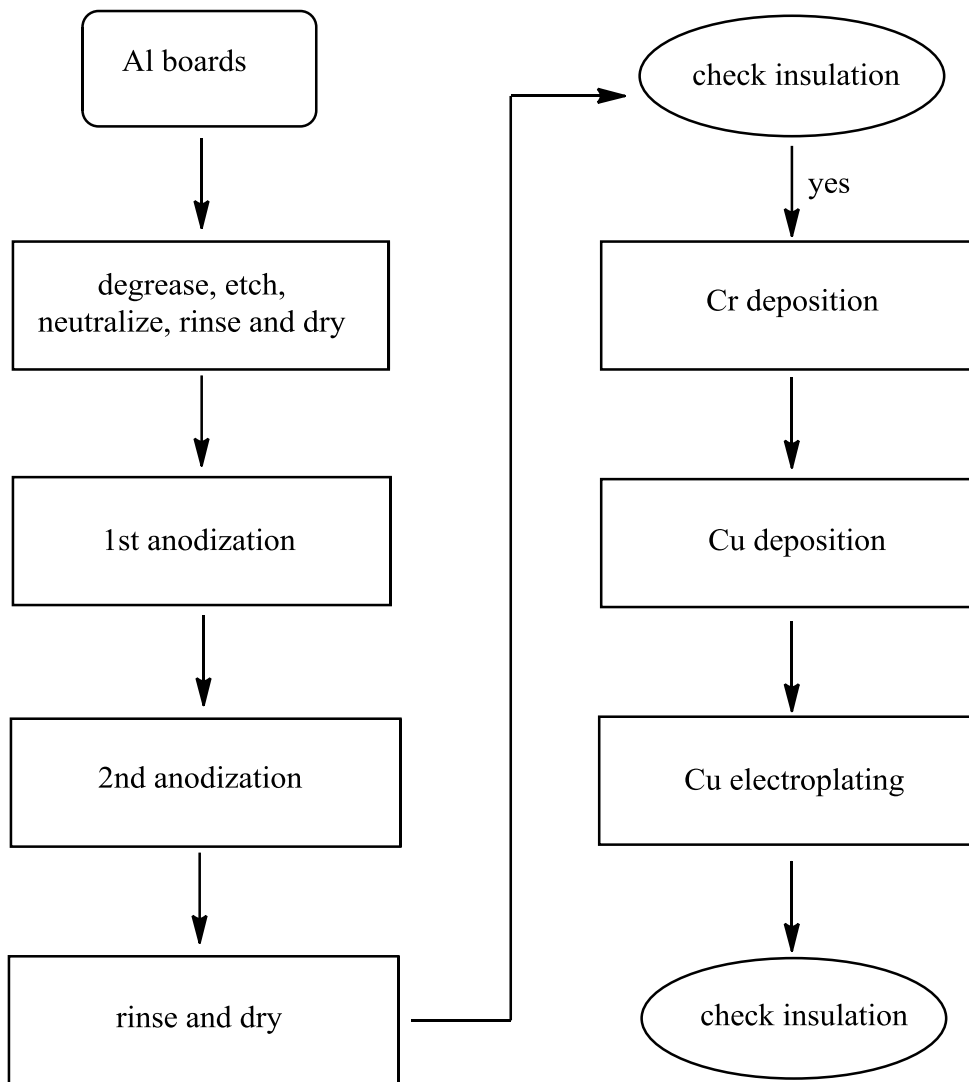 Al boards
degrease, etch,
neutralize, rinse and dry
1st anodization
2nd anodization
rinse and dry
check insulation
yes
Cr deposition
Cu deposition
Cu electroplating
check insulation